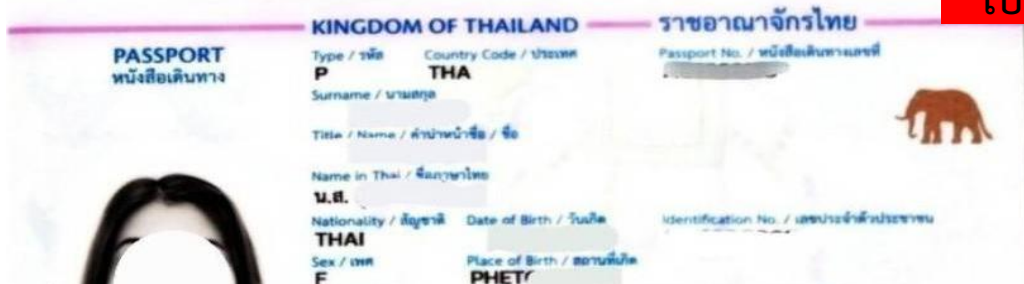 KINGDOM OF THAILAND ราชอาณาจักรไทย
PASSPORT
หนังสือเดินทาง
Type / รหัส Country Code / ประเทศ Passport No. / หนังสือเดินทางเลขที่
P THA
Surname / นามสกุล
Title / Name / คำนำหน้าชื่อ / ชื่อ
Name in Thai / ชื่อภาษาไทย
น.ส.
Nationality / สัญชาติ Date of Birth / วันเกิด Identification No. / เลขประจำตัวประชาชน
THAI
Sex / เพศ Place of Birth / สถานที่เกิด
F